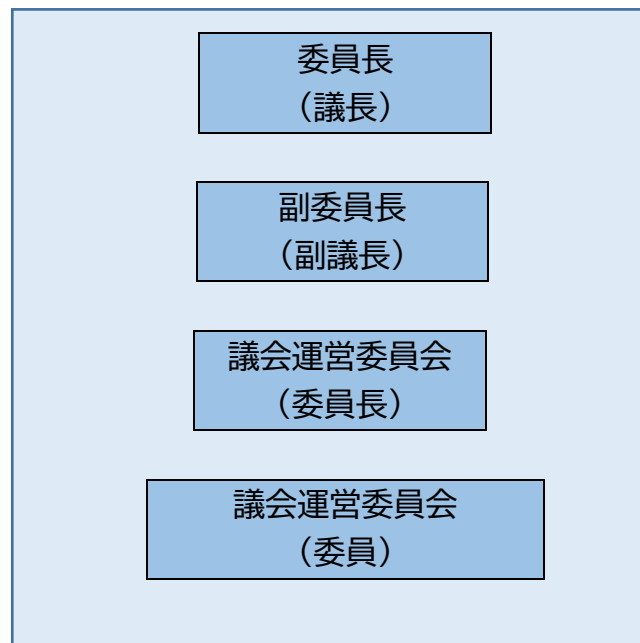 委員長
（議長）
副委員長
（副議長）
議会運営委員会
（委員長）
議会運営委員会
（委員）